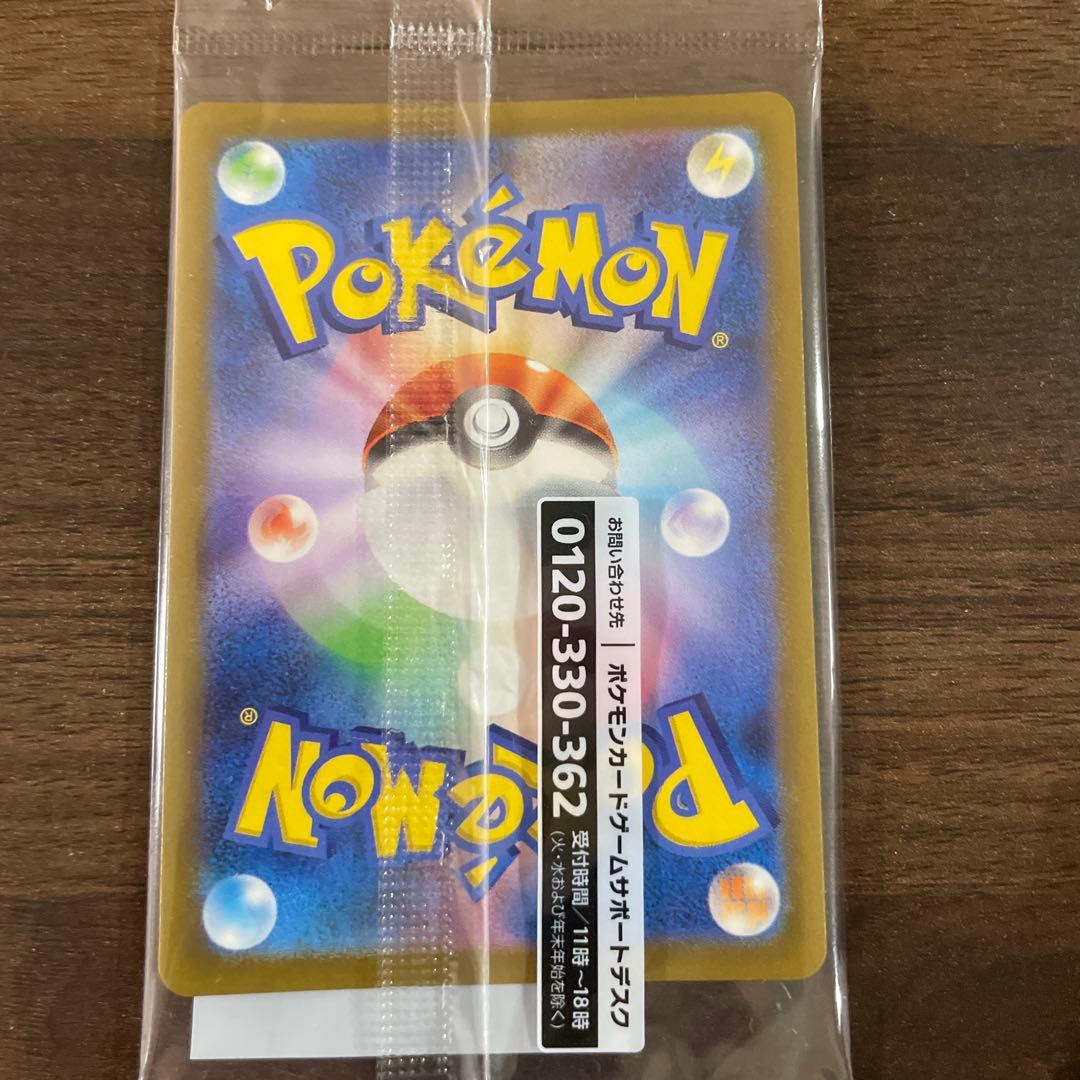 POKéMON
®
お問い合わせ先 | ポケモンカードゲームサポートデスク
0120-330-362 受付時間／11時～18時
(火・水および年末年始を除く)
®
POKéMON